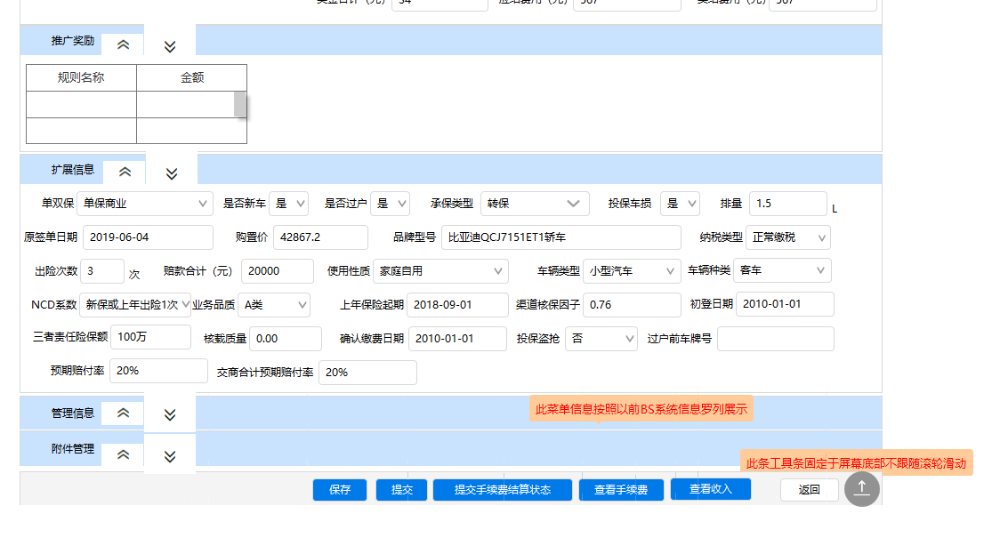 奖金合计（元） 34 应结费用（元） 567 实结费用（元） 567
推广奖励
规则名称 金额
扩展信息
单双保 单保商业 是否新车 是 是否过户 是 承保类型 转保 投保车损 是 排量 1.5 L
原签单日期 2019-06-04 购置价 42867.2 品牌型号 比亚迪QCJ7151ET1轿车 纳税类型 正常缴税
出险次数 3 次 赔款合计（元） 20000 使用性质 家庭自用 车辆类型 小型汽车 车辆种类 客车
NCD系数 新保或上年出险1次 业务品质 A类 上年保险起期 2018-09-01 渠道核保因子 0.76 初登日期 2010-01-01
三者责任险保额 100万 核载质量 0.00 确认缴费日期 2010-01-01 投保盗抢 否 过户前车牌号
预期赔付率 20% 交商合计预期赔付率 20%
管理信息
此菜单信息按照以前BS系统信息罗列展示
附件管理
此条工具条固定于屏幕底部不跟随滚轮滑动
保存 提交 提交手续费结算状态 查看手续费 查看收入 返回